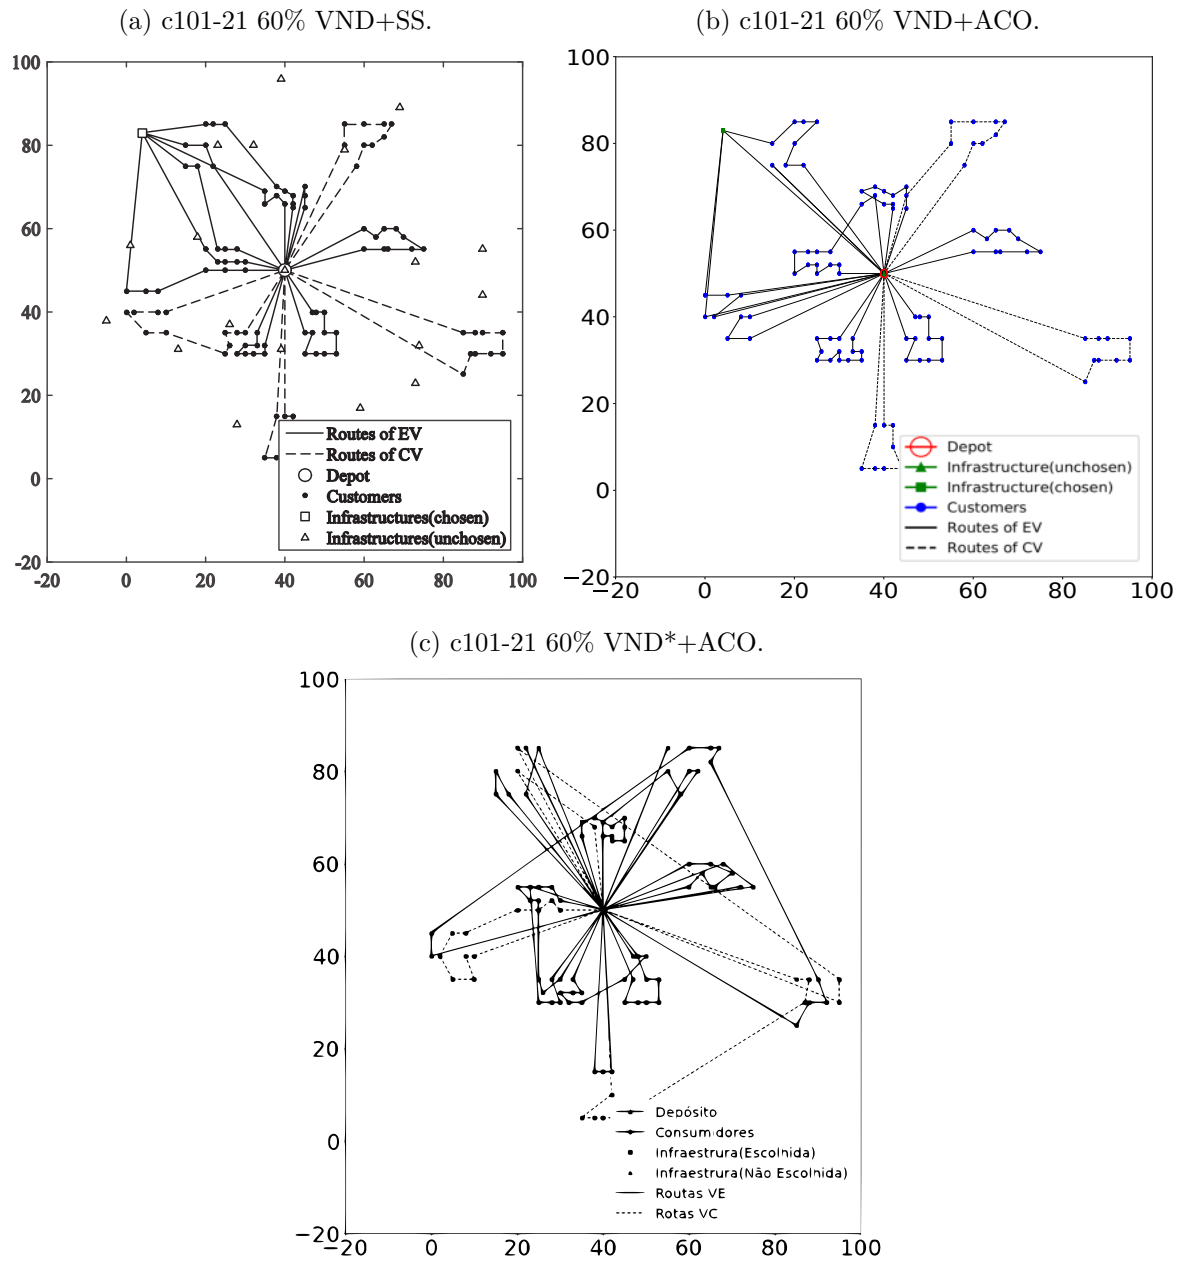 (a) c101-21 60% VND+SS.
100
80
60
40
20
0
-20
-20 0 20 40 60 80 100
Routes of EV
Routes of CV
Depot
Customers
Infrastructures(chosen)
Infrastructures(unchosen)
(b) c101-21 60% VND+ACO.
100
80
60
40
20
0
−20
−20 0 20 40 60 80 100
Depot
Infrastructure(unchosen)
Infrastructure(chosen)
Customers
Routes of EV
Routes of CV
(c) c101-21 60% VND*+ACO.
100
80
60
40
20
0
−20
−20 0 20 40 60 80 100
Depósito
Consumidores
Infraestrura(Escolhida)
Infraestrura(Não Escolhida)
Routas VE
Rotas VC